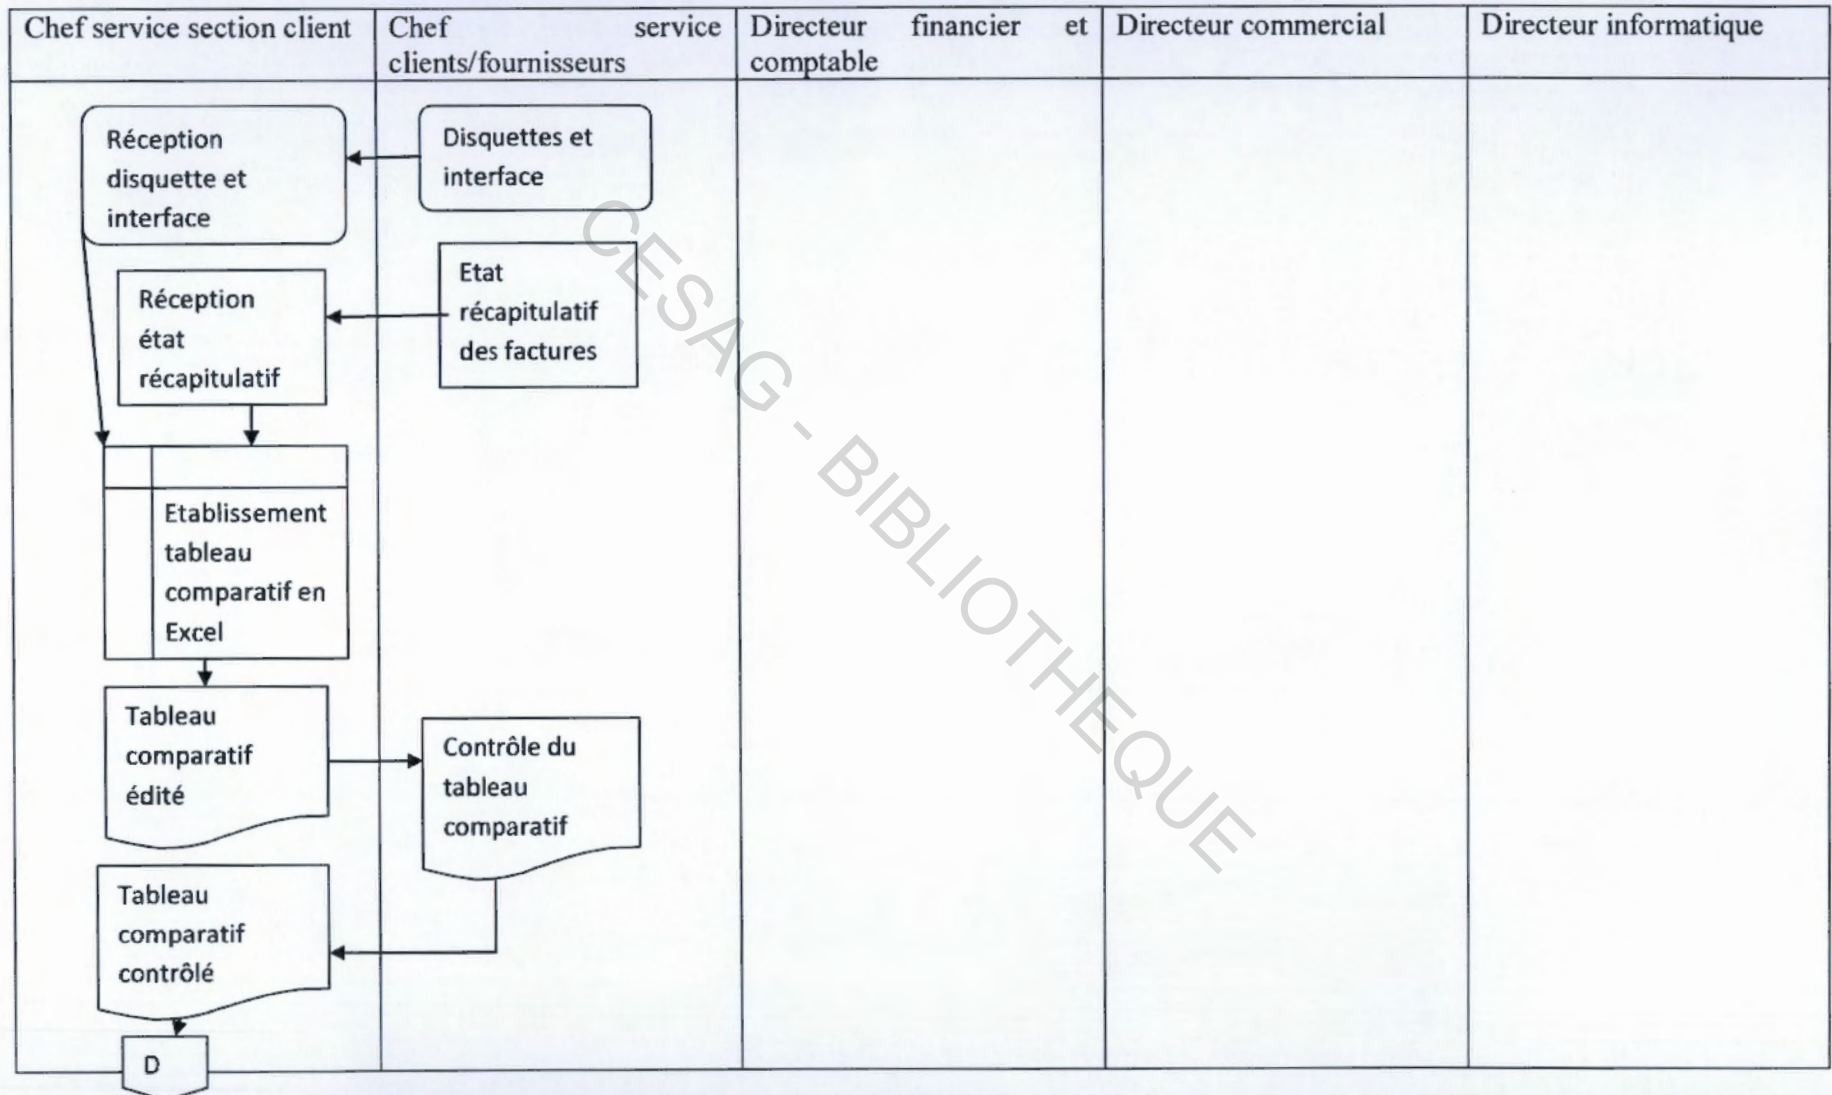 Chef service section client
Chef service
clients/fournisseurs
Directeur financier et
comptable
Directeur commercial
Directeur informatique
Réception
disquette et
interface
Disquettes et
interface
Réception
état
récapitulatif
Etat
récapitulatif
des factures
Etablissement
tableau
comparatif en
Excel
Tableau
comparatif
édité
Contrôle du
tableau
comparatif
Tableau
comparatif
contrôlé
D
CESAG - BIBLIOTHEQUE